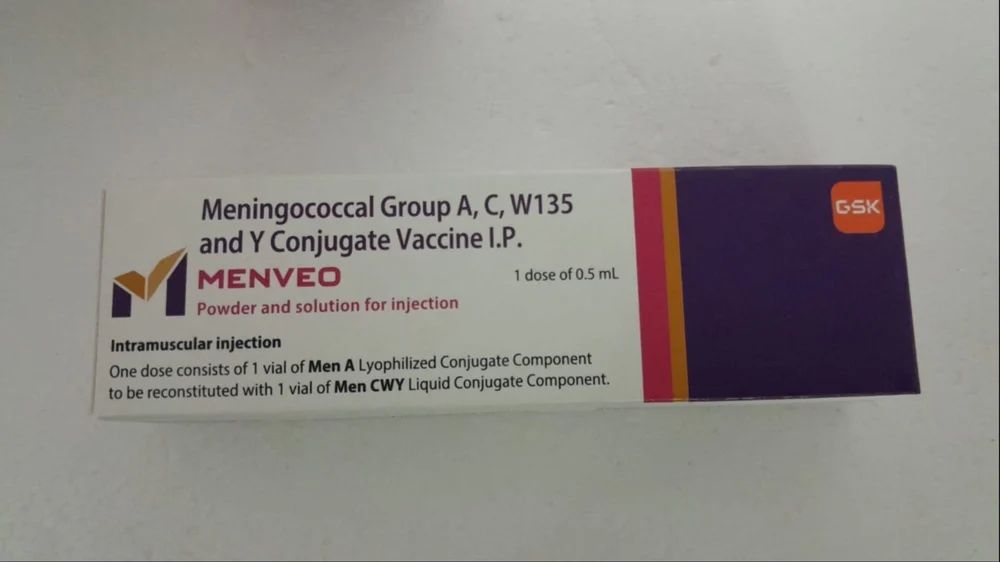 Meningococcal Group A, C, W135
and Y Conjugate Vaccine I.P.
MENVEO
1 dose of 0.5 mL
Powder and solution for injection
Intramuscular injection
One dose consists of 1 vial of Men A Lyophilized Conjugate Component
to be reconstituted with 1 vial of Men CWY Liquid Conjugate Component.
GSK